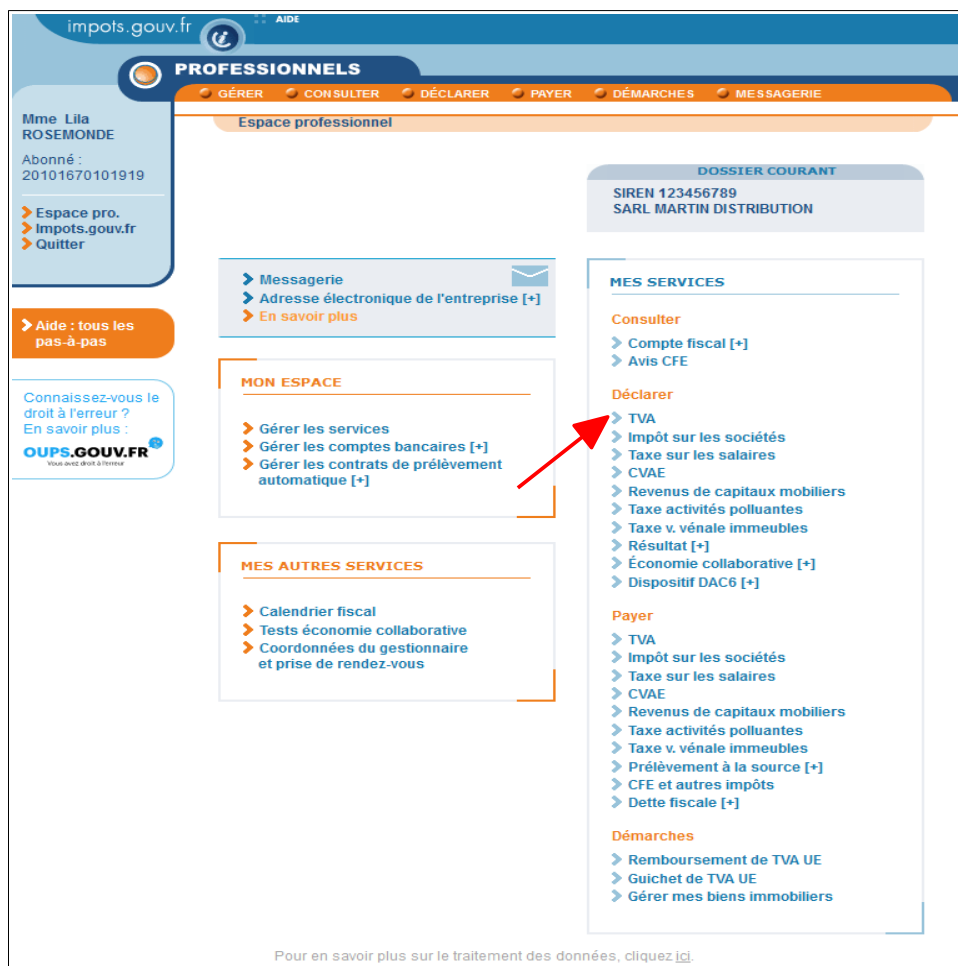 impots.gouv.fr
AIDE
PROFESSIONNELS
GÉRER CONSULTER DÉCLARER PAYER DÉMARCHES MESSAGERIE
Mme Lila
ROSEMONDE
Abonné :
20101670101919
Espace pro.
Impots.gouv.fr
Quitter
Aide : tous les
pas-à-pas
Connaissez-vous le
droit à l'erreur ?
En savoir plus :
OUPS.GOUV.FR
Vous avez droit à l'erreur
Espace professionnel
DOSSIER COURANT
SIREN 123456789
SARL MARTIN DISTRIBUTION
Messagerie
Adresse électronique de l'entreprise [+]
En savoir plus
MON ESPACE
Gérer les services
Gérer les comptes bancaires [+]
Gérer les contrats de prélèvement
automatique [+]
MES AUTRES SERVICES
Calendrier fiscal
Tests économie collaborative
Coordonnées du gestionnaire
et prise de rendez-vous
MES SERVICES
Consulter
Compte fiscal [+]
Avis CFE
Déclarer
TVA
Impôt sur les sociétés
Taxe sur les salaires
CVAE
Revenus de capitaux mobiliers
Taxe activités polluantes
Taxe v. vénale immeubles
Résultat [+]
Économie collaborative [+]
Dispositif DAC6 [+]
Payer
TVA
Impôt sur les sociétés
Taxe sur les salaires
CVAE
Revenus de capitaux mobiliers
Taxe activités polluantes
Taxe v. vénale immeubles
Prélèvement à la source [+]
CFE et autres impôts
Dette fiscale [+]
Démarches
Remboursement de TVA UE
Guichet de TVA UE
Gérer mes biens immobiliers
Pour en savoir plus sur le traitement des données, cliquez ici.